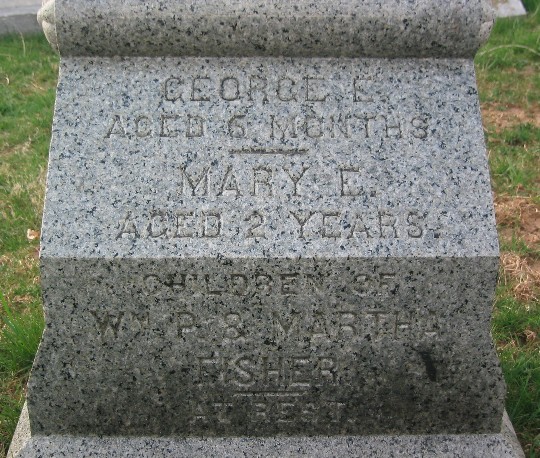 GEORGE E.
AGED 6 MONTHS.
MARY E.
AGED 2 YEARS.
CHILDREN OF
WM. P. & MARTHA
FISHER
AT REST.